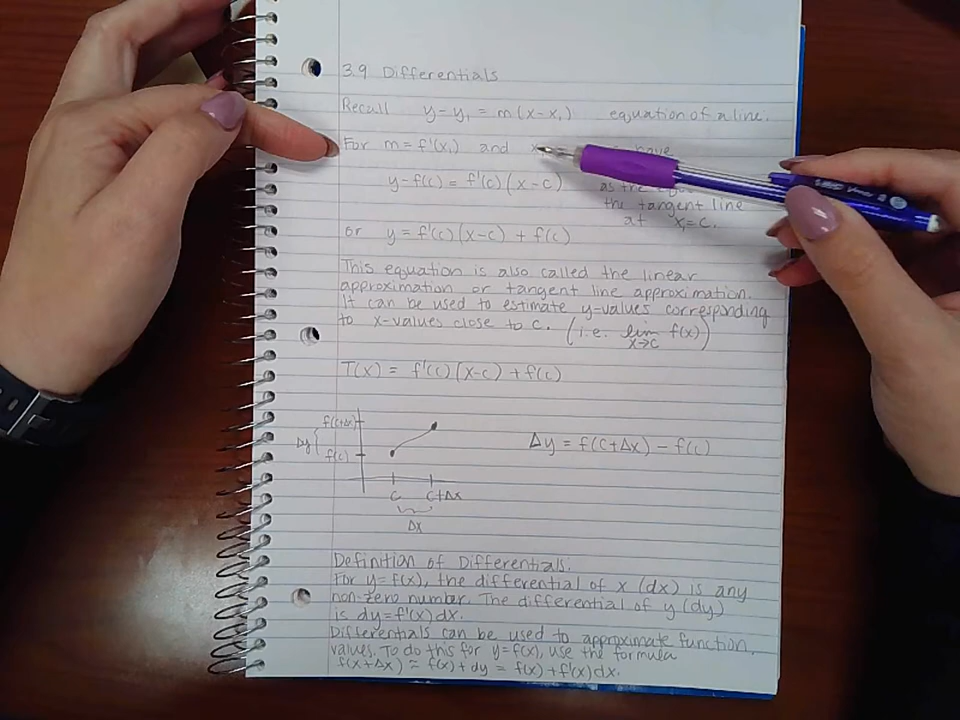 3.9 Differentials
Recall y-y₁ = m(x-x₁) equation of a line.
For m = f'(x₁) and x have
y-f(c) = f'(c)(x-c) as the
the tangent line
at x₁=c.
or y = f'(c)(x-c) + f(c)
This equation is also called the linear
approximation or tangent line approximation.
It can be used to estimate y-values corresponding
to x-values close to c. (i.e. lim f(x))
x→c
T(x) = f'(c)(x-c) + f(c)
f(c+Δx)
Δy { f(c)
Δy = f(c+Δx) - f(c)
c c+Δx
Δx
Definition of Differentials:
For y=f(x), the differential of x (dx) is any
non-zero number. The differential of y (dy)
is dy=f'(x)dx.
Differentials can be used to approximate function
values. To do this for y=f(x), use the formula
f(x+Δx) ≈ f(x)+dy = f(x)+f'(x)dx.